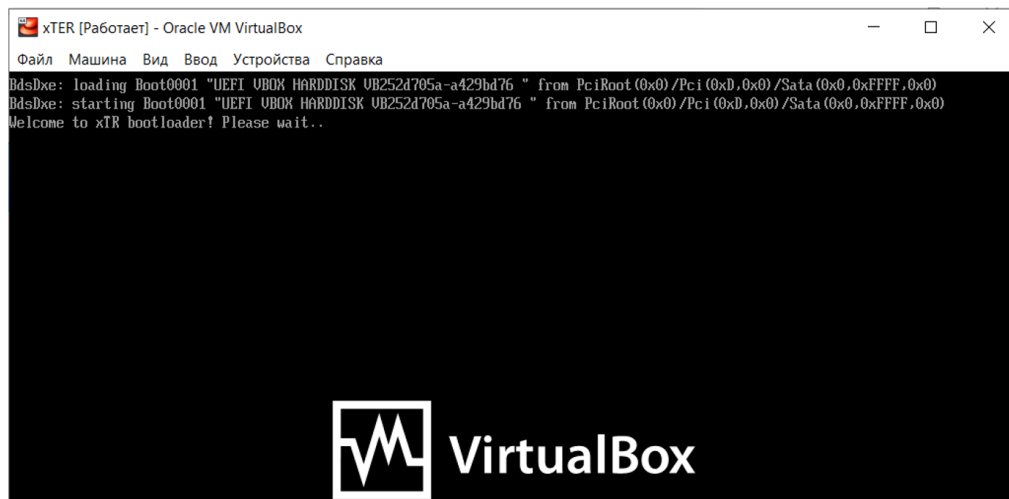 xTER [Работает] - Oracle VM VirtualBox
Файл Машина Вид Ввод Устройства Справка
BdsDxe: loading Boot0001 "UEFI VBOX HARDDISK VB252d705a-a429bd76 " from PciRoot(0x0)/Pci(0xD,0x0)/Sata(0x0,0xFFFF,0x0)
BdsDxe: starting Boot0001 "UEFI VBOX HARDDISK VB252d705a-a429bd76 " from PciRoot(0x0)/Pci(0xD,0x0)/Sata(0x0,0xFFFF,0x0)
Welcome to xTR bootloader! Please wait..
VirtualBox